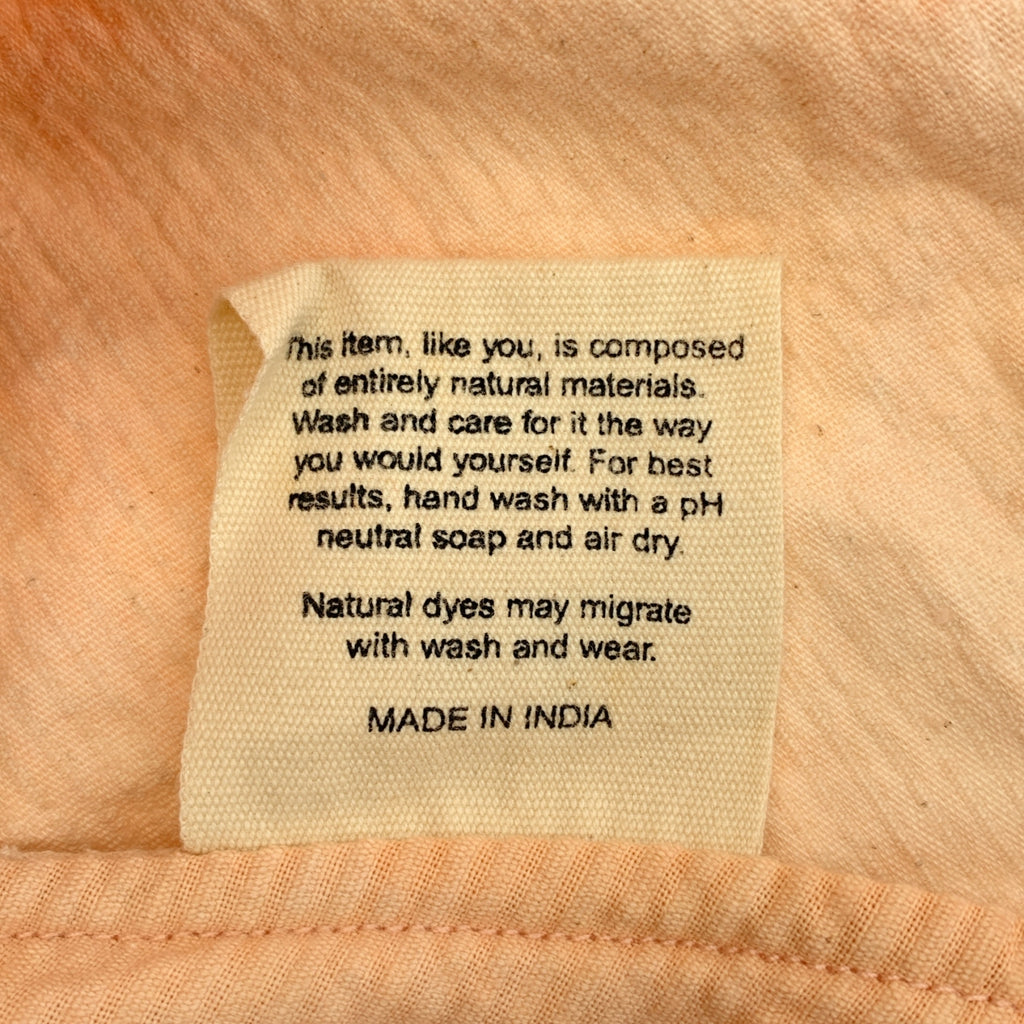 This item, like you, is composed
of entirely natural materials.
Wash and care for it the way
you would yourself. For best
results, hand wash with a pH
neutral soap and air dry.
Natural dyes may migrate
with wash and wear.
MADE IN INDIA